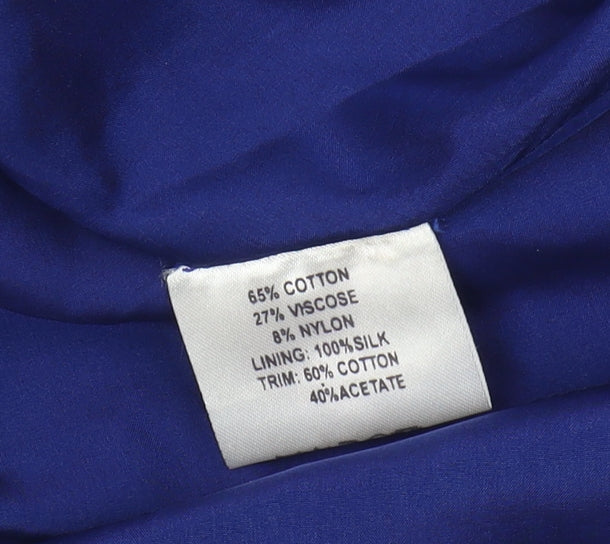 65% COTTON
27% VISCOSE
8% NYLON
LINING: 100%SILK
TRIM: 60% COTTON
40%ACETATE